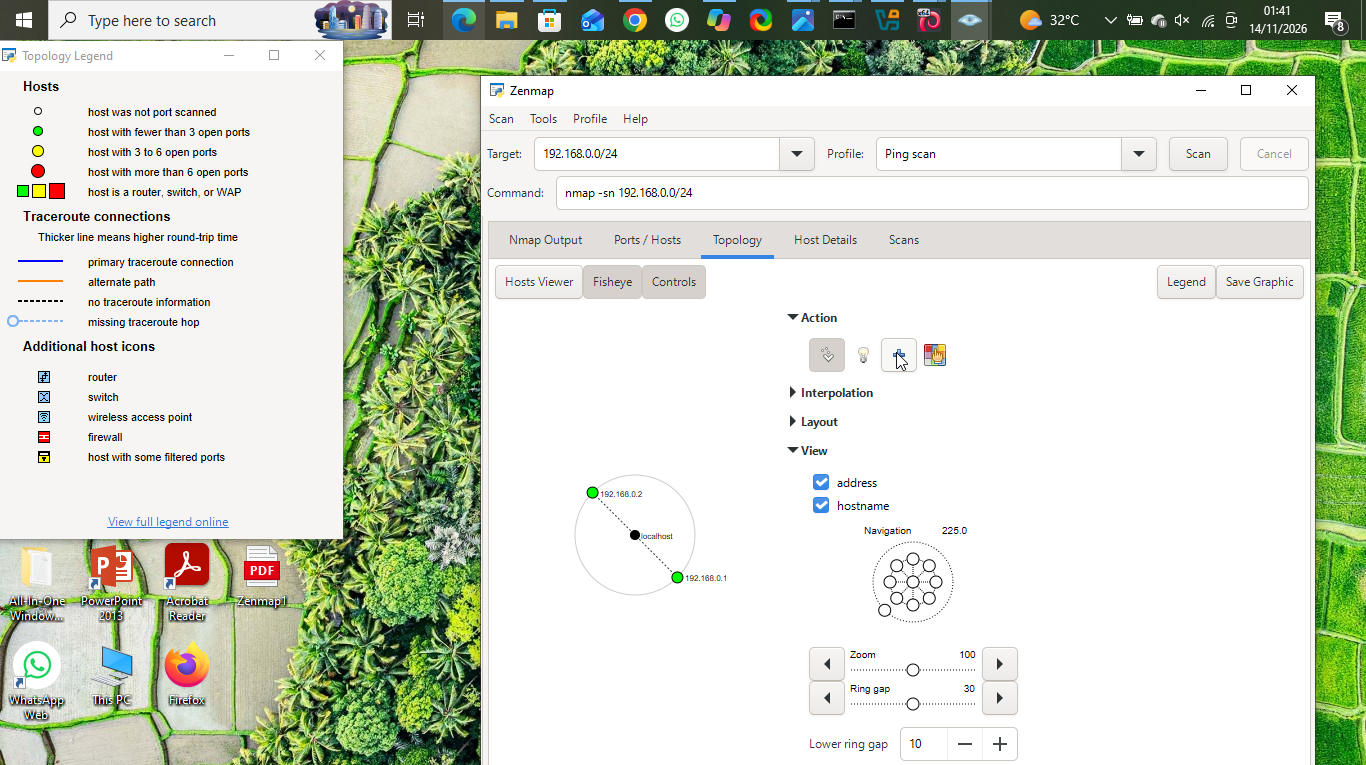 Type here to search
32°C
01:41
14/11/2026
8
Topology Legend
Hosts
host was not port scanned
host with fewer than 3 open ports
host with 3 to 6 open ports
host with more than 6 open ports
host is a router, switch, or WAP
Traceroute connections
Thicker line means higher round-trip time
primary traceroute connection
alternate path
no traceroute information
missing traceroute hop
Additional host icons
router
switch
wireless access point
firewall
host with some filtered ports
View full legend online
All-In-One
Window...
PowerPoint
2013
Acrobat
Reader
PDF
Zenmap1
WhatsApp
Web
This PC
Firefox
Zenmap
Scan Tools Profile Help
Target: 192.168.0.0/24 Profile: Ping scan Scan Cancel
Command: nmap -sn 192.168.0.0/24
Nmap Output Ports / Hosts Topology Host Details Scans
Hosts Viewer Fisheye Controls Legend Save Graphic
192.168.0.2
localhost
192.168.0.1
Action
Interpolation
Layout
View
address
hostname
Navigation 225.0
Zoom 100
Ring gap 30
Lower ring gap 10